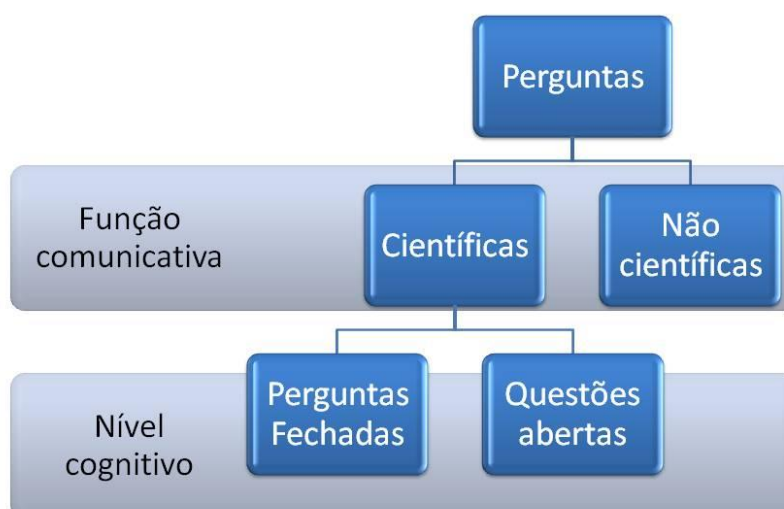 Perguntas
Função
comunicativa
Científicas
Não
científicas
Nível
cognitivo
Perguntas
Fechadas
Questões
abertas